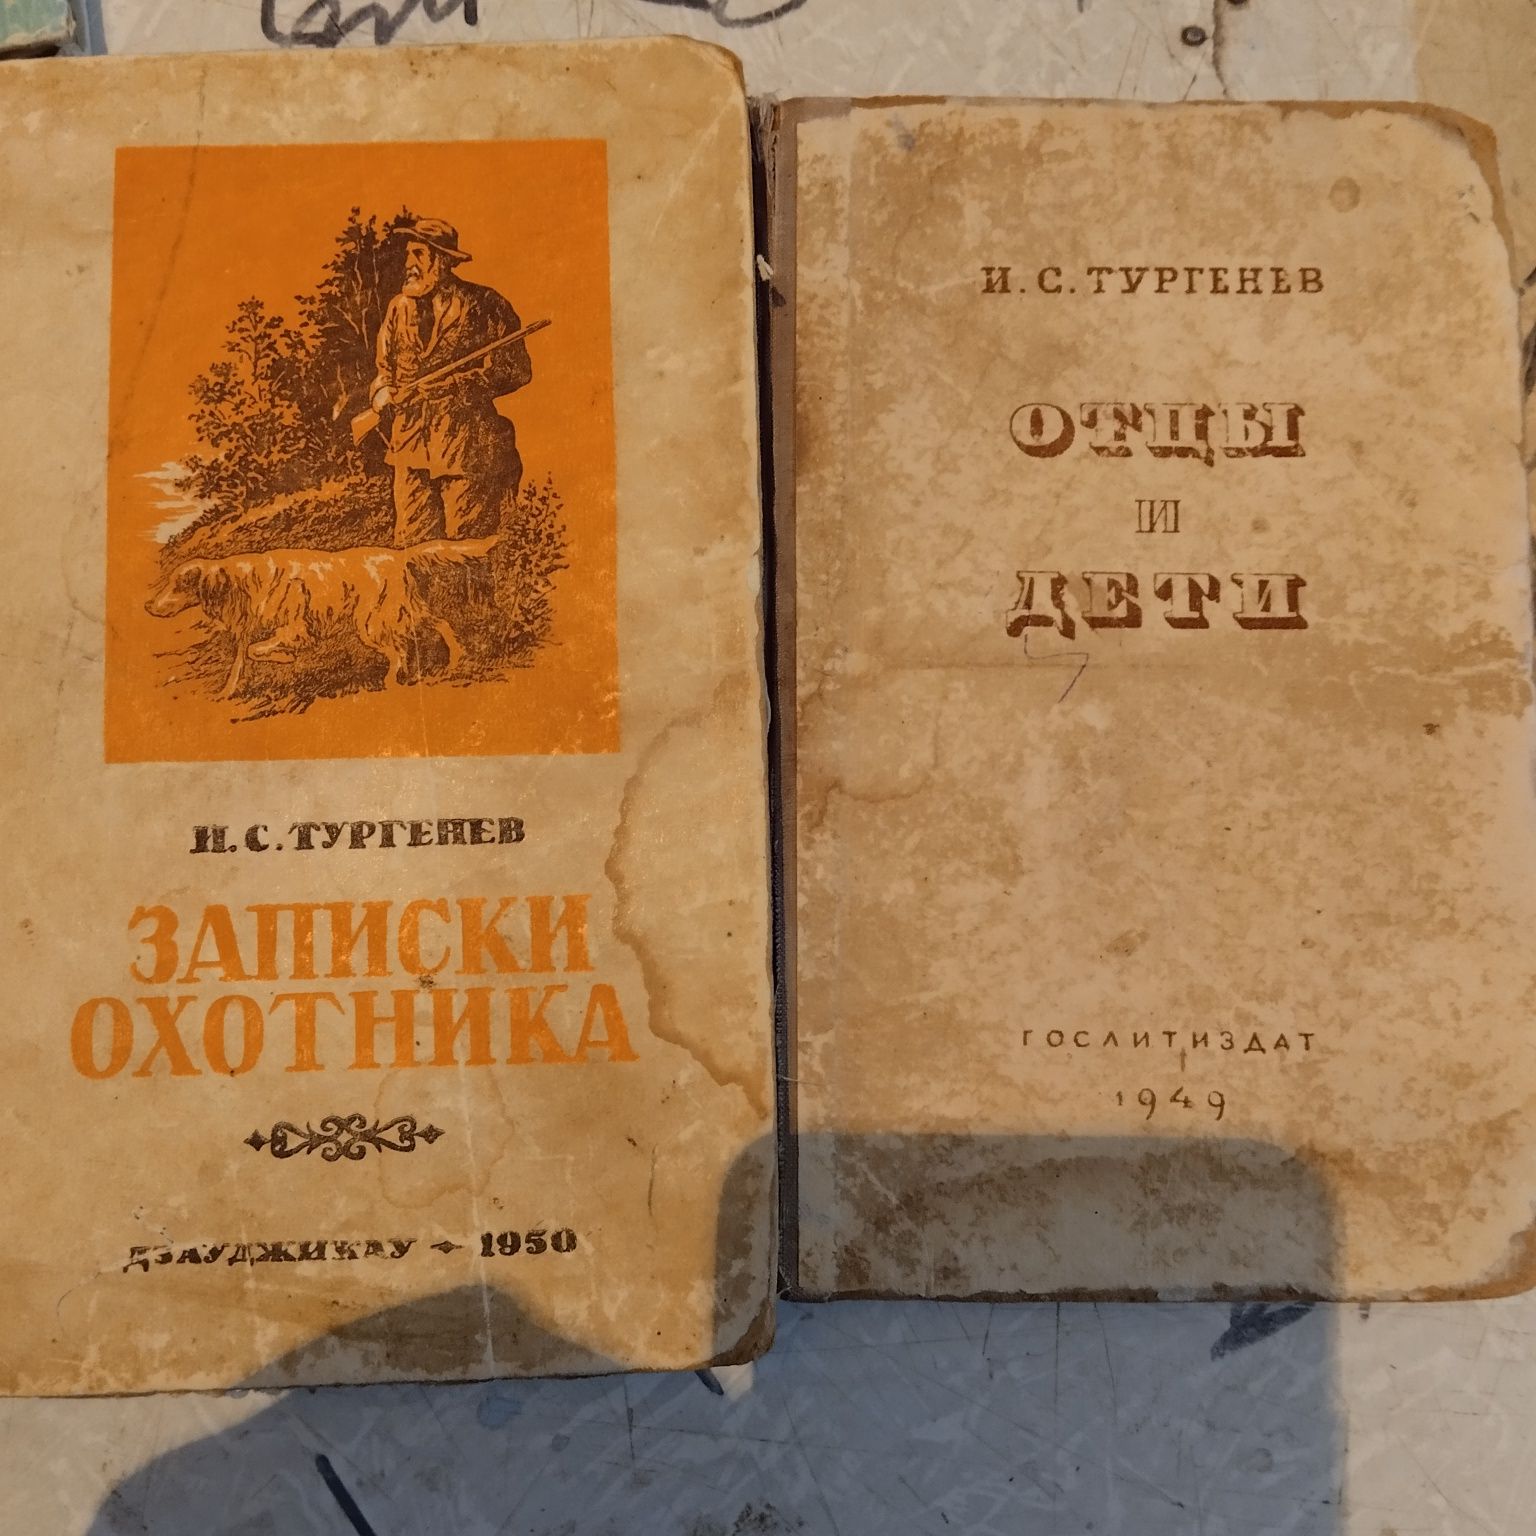 И. С. ТУРГЕНЕВ
ЗАПИСКИ
ОХОТНИКА
ДЗАУДЖИКАУ 1950
И. С. ТУРГЕНЕВ
ОТЦЫ
И
ДЕТИ
ГОСЛИТИЗДАТ
1949